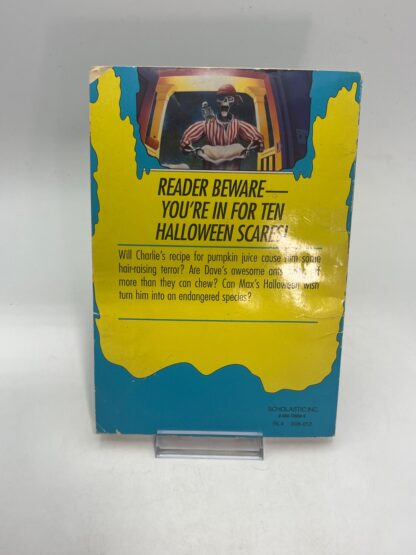 READER BEWARE—
YOU'RE IN FOR TEN
HALLOWEEN SCARES!
Will Charlie's recipe for pumpkin juice cause him some
hair-raising terror? Are Dave's awesome
more than they can chew? Can Max's Halloween wish
turn him into an endangered species?
SCHOLASTIC INC.
RL 4